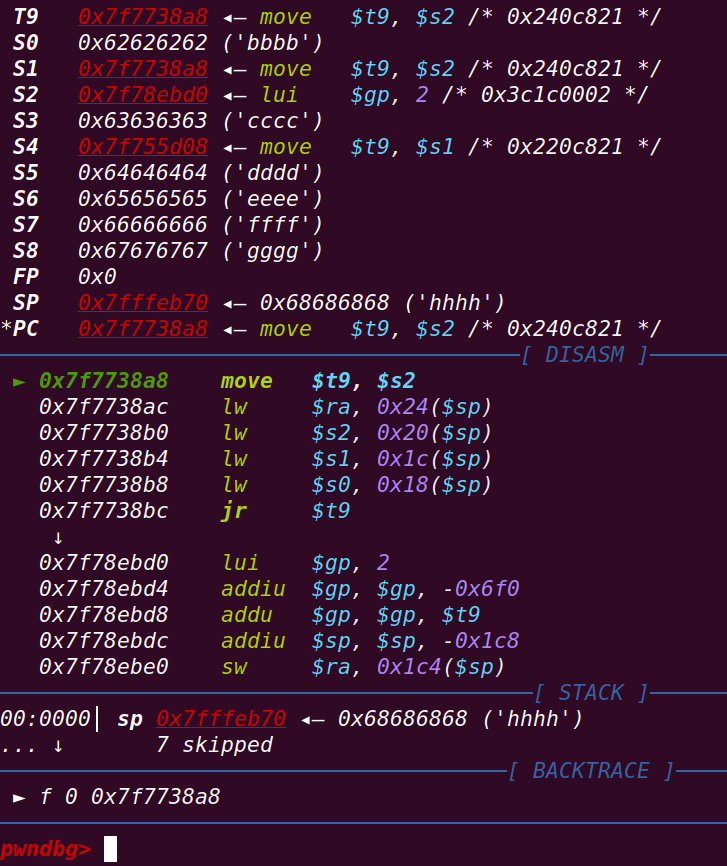 T9 0x7f7738a8 ◂— move $t9, $s2 /* 0x240c821 */
S0 0x62626262 ('bbbb')
S1 0x7f7738a8 ◂— move $t9, $s2 /* 0x240c821 */
S2 0x7f78ebd0 ◂— lui $gp, 2 /* 0x3c1c0002 */
S3 0x63636363 ('cccc')
S4 0x7f755d08 ◂— move $t9, $s1 /* 0x220c821 */
S5 0x64646464 ('dddd')
S6 0x65656565 ('eeee')
S7 0x66666666 ('ffff')
S8 0x67676767 ('gggg')
FP 0x0
SP 0x7fffeb70 ◂— 0x68686868 ('hhhh')
*PC 0x7f7738a8 ◂— move $t9, $s2 /* 0x240c821 */
[ DISASM ]
► 0x7f7738a8 move $t9, $s2
0x7f7738ac lw $ra, 0x24($sp)
0x7f7738b0 lw $s2, 0x20($sp)
0x7f7738b4 lw $s1, 0x1c($sp)
0x7f7738b8 lw $s0, 0x18($sp)
0x7f7738bc jr $t9
↓
0x7f78ebd0 lui $gp, 2
0x7f78ebd4 addiu $gp, $gp, -0x6f0
0x7f78ebd8 addu $gp, $gp, $t9
0x7f78ebdc addiu $sp, $sp, -0x1c8
0x7f78ebe0 sw $ra, 0x1c4($sp)
[ STACK ]
00:0000│ sp 0x7fffeb70 ◂— 0x68686868 ('hhhh')
... ↓ 7 skipped
[ BACKTRACE ]
► f 0 0x7f7738a8
pwndbg>